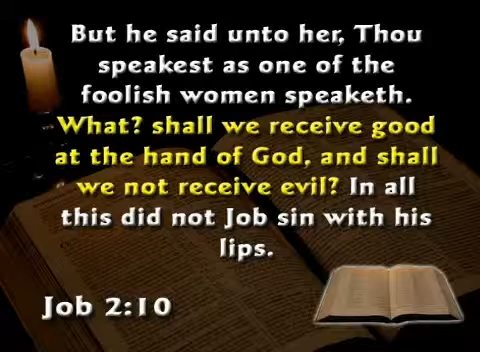 But he said unto her, Thou
speakest as one of the
foolish women speaketh.
What? shall we receive good
at the hand of God, and shall
we not receive evil? In all
this did not Job sin with his
lips.
Job 2:10